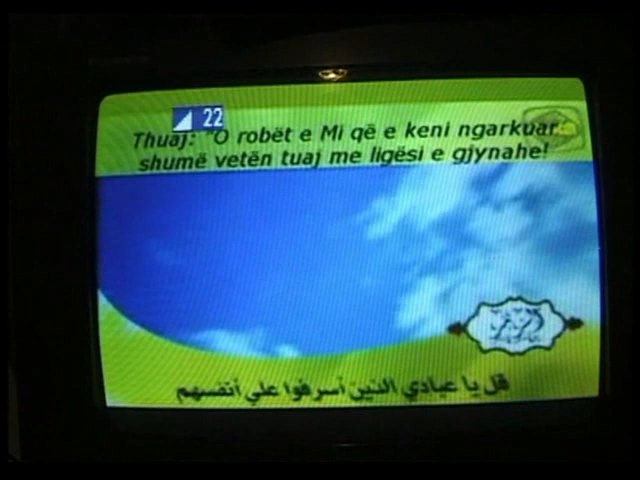 22
Thuaj: "O robët e Mi që e keni ngarkuar
shumë vetën tuaj me ligësi e gjynahe!
قل يا عبادي الذين أسرفوا علي أنفسهم